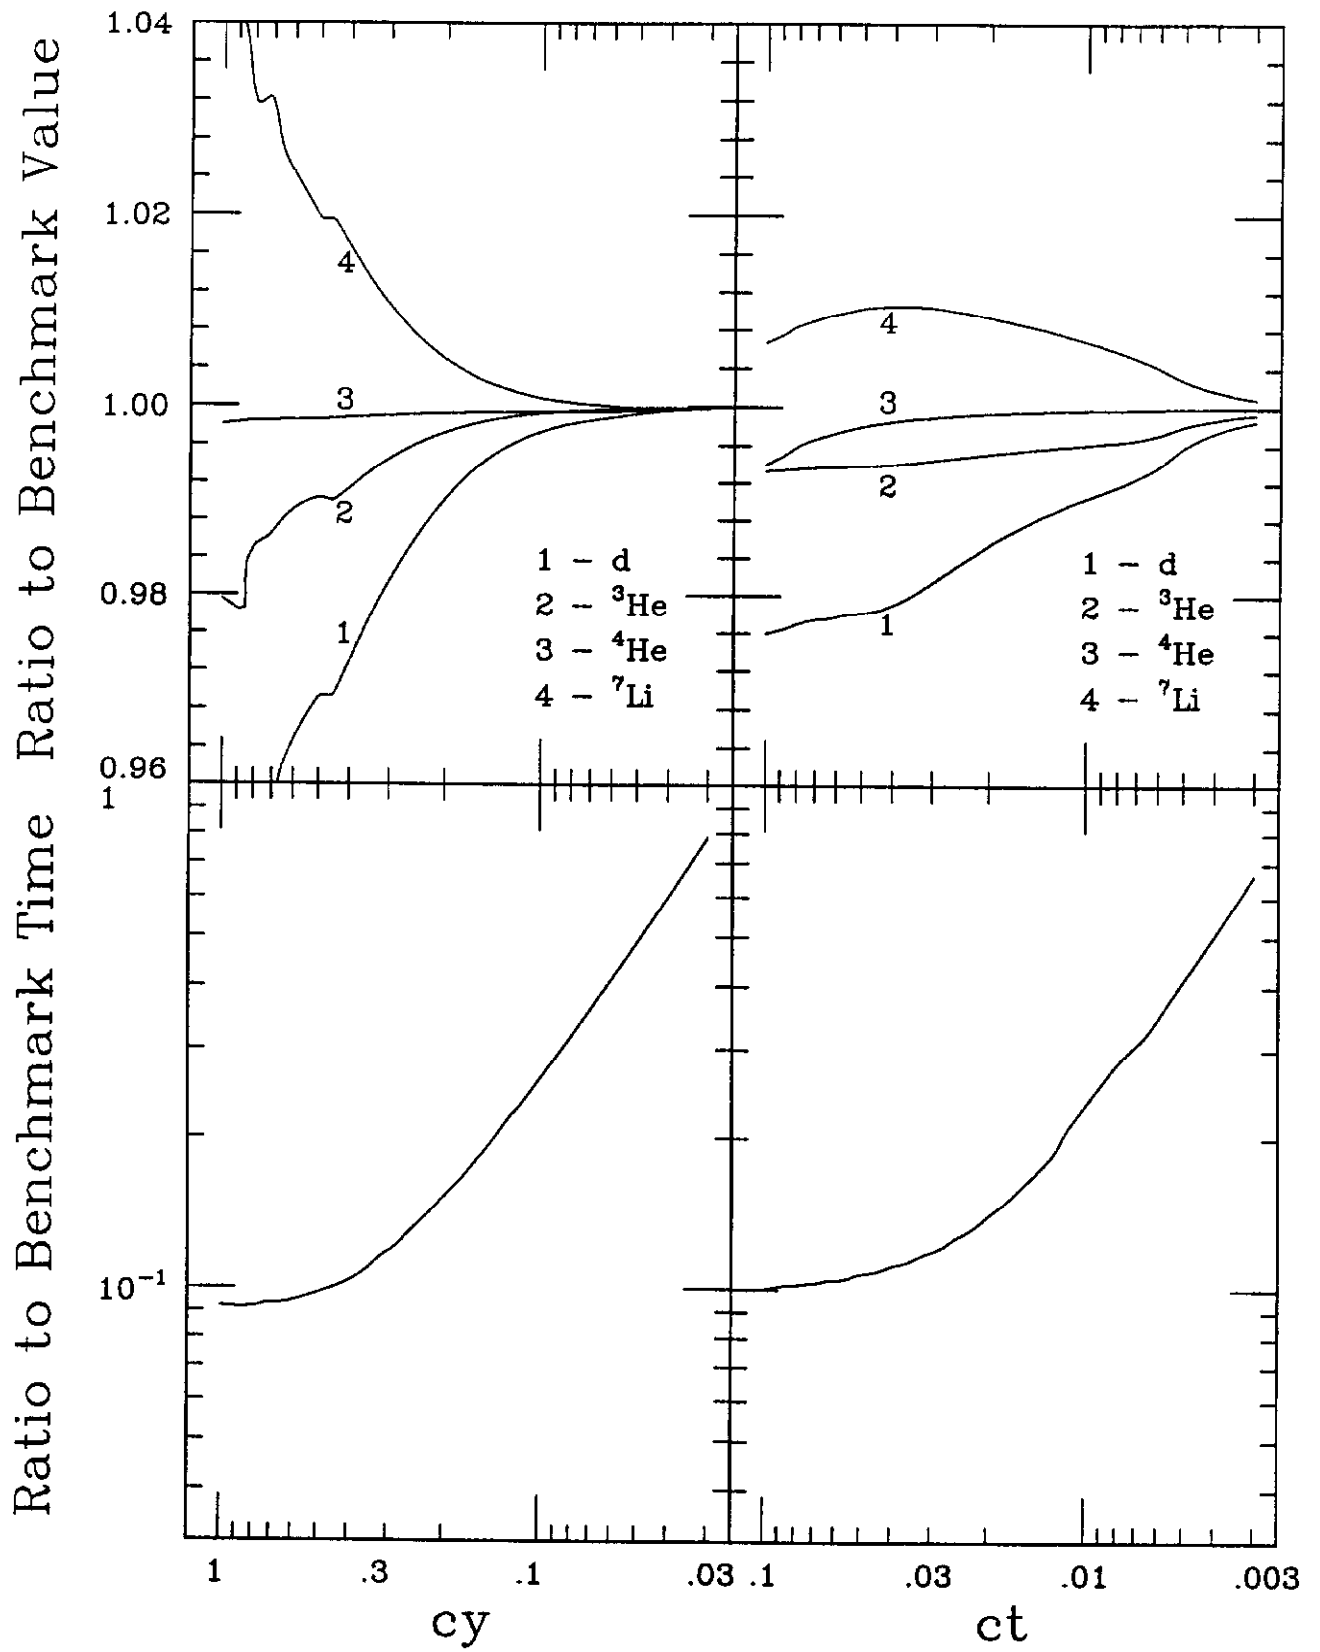 Ratio to Benchmark Value
1.04
1.02
1.00
0.98
0.96
4
3
2
1
1 – d
2 – ³He
3 – ⁴He
4 – ⁷Li
4
3
2
1
1 – d
2 – ³He
3 – ⁴He
4 – ⁷Li
Ratio to Benchmark Time
1
10⁻¹
1 .3 .1 .03
cy
.1 .03 .01 .003
ct